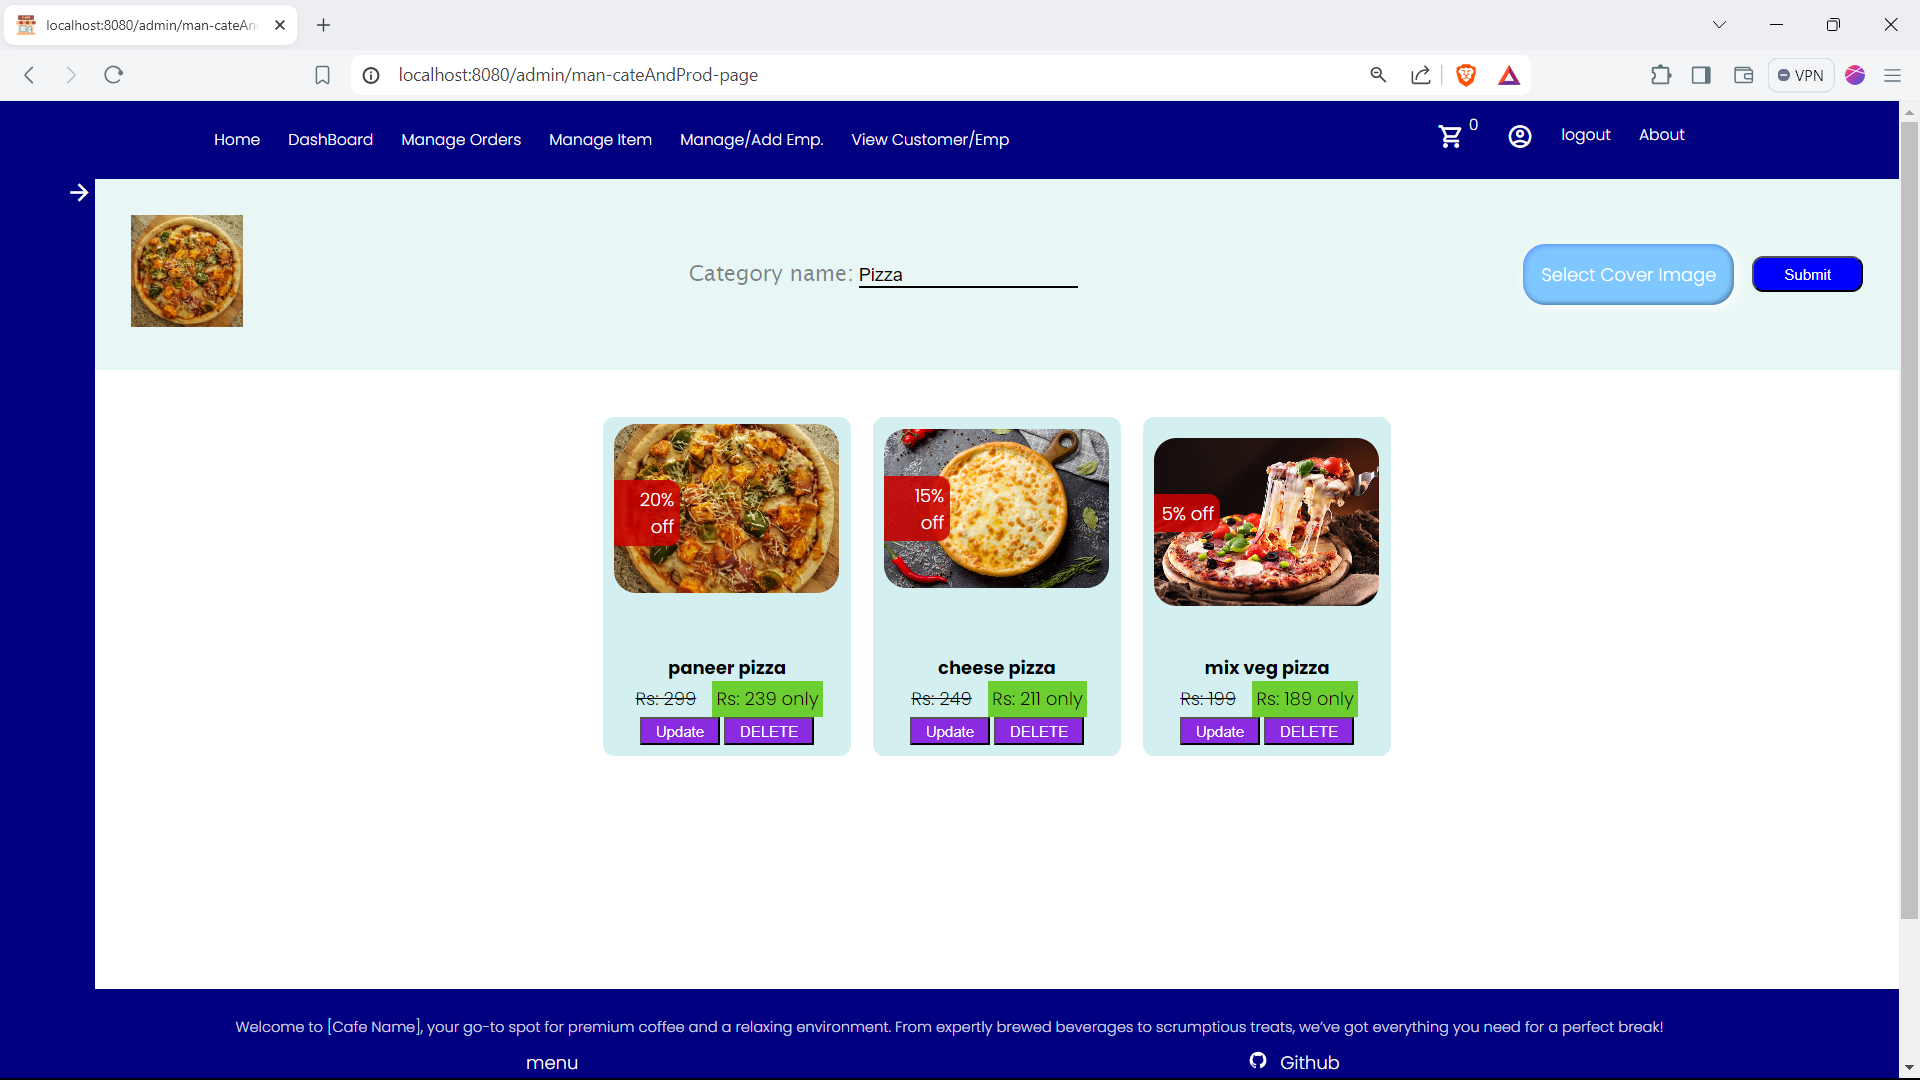 localhost:8080/admin/man-cateAn
localhost:8080/admin/man-cateAndProd-page
VPN
Home DashBoard Manage Orders Manage Item Manage/Add Emp. View Customer/Emp 0 logout About
Category name: Pizza
Select Cover Image
Submit
20%
off
15%
off
5% off
paneer pizza
Rs: 299 Rs: 239 only
Update DELETE
cheese pizza
Rs: 249 Rs: 211 only
Update DELETE
mix veg pizza
Rs: 199 Rs: 189 only
Update DELETE
Welcome to [Cafe Name], your go-to spot for premium coffee and a relaxing environment. From expertly brewed beverages to scrumptious treats, we've got everything you need for a perfect break!
menu
Github